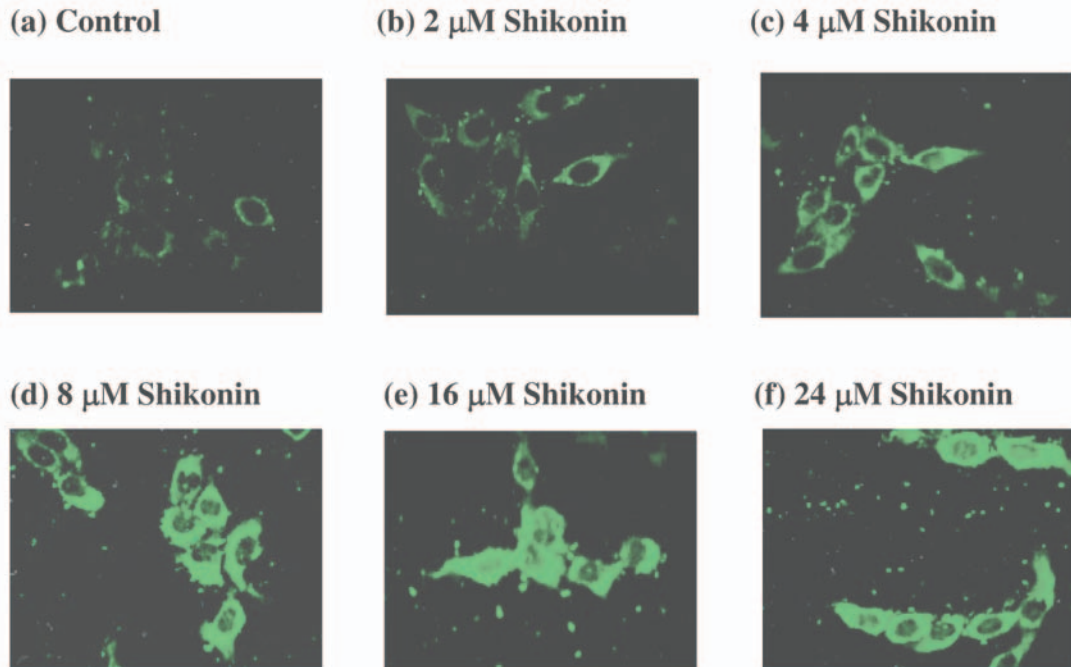 (a) Control
(b) 2 μM Shikonin
(c) 4 μM Shikonin
(d) 8 μM Shikonin
(e) 16 μM Shikonin
(f) 24 μM Shikonin